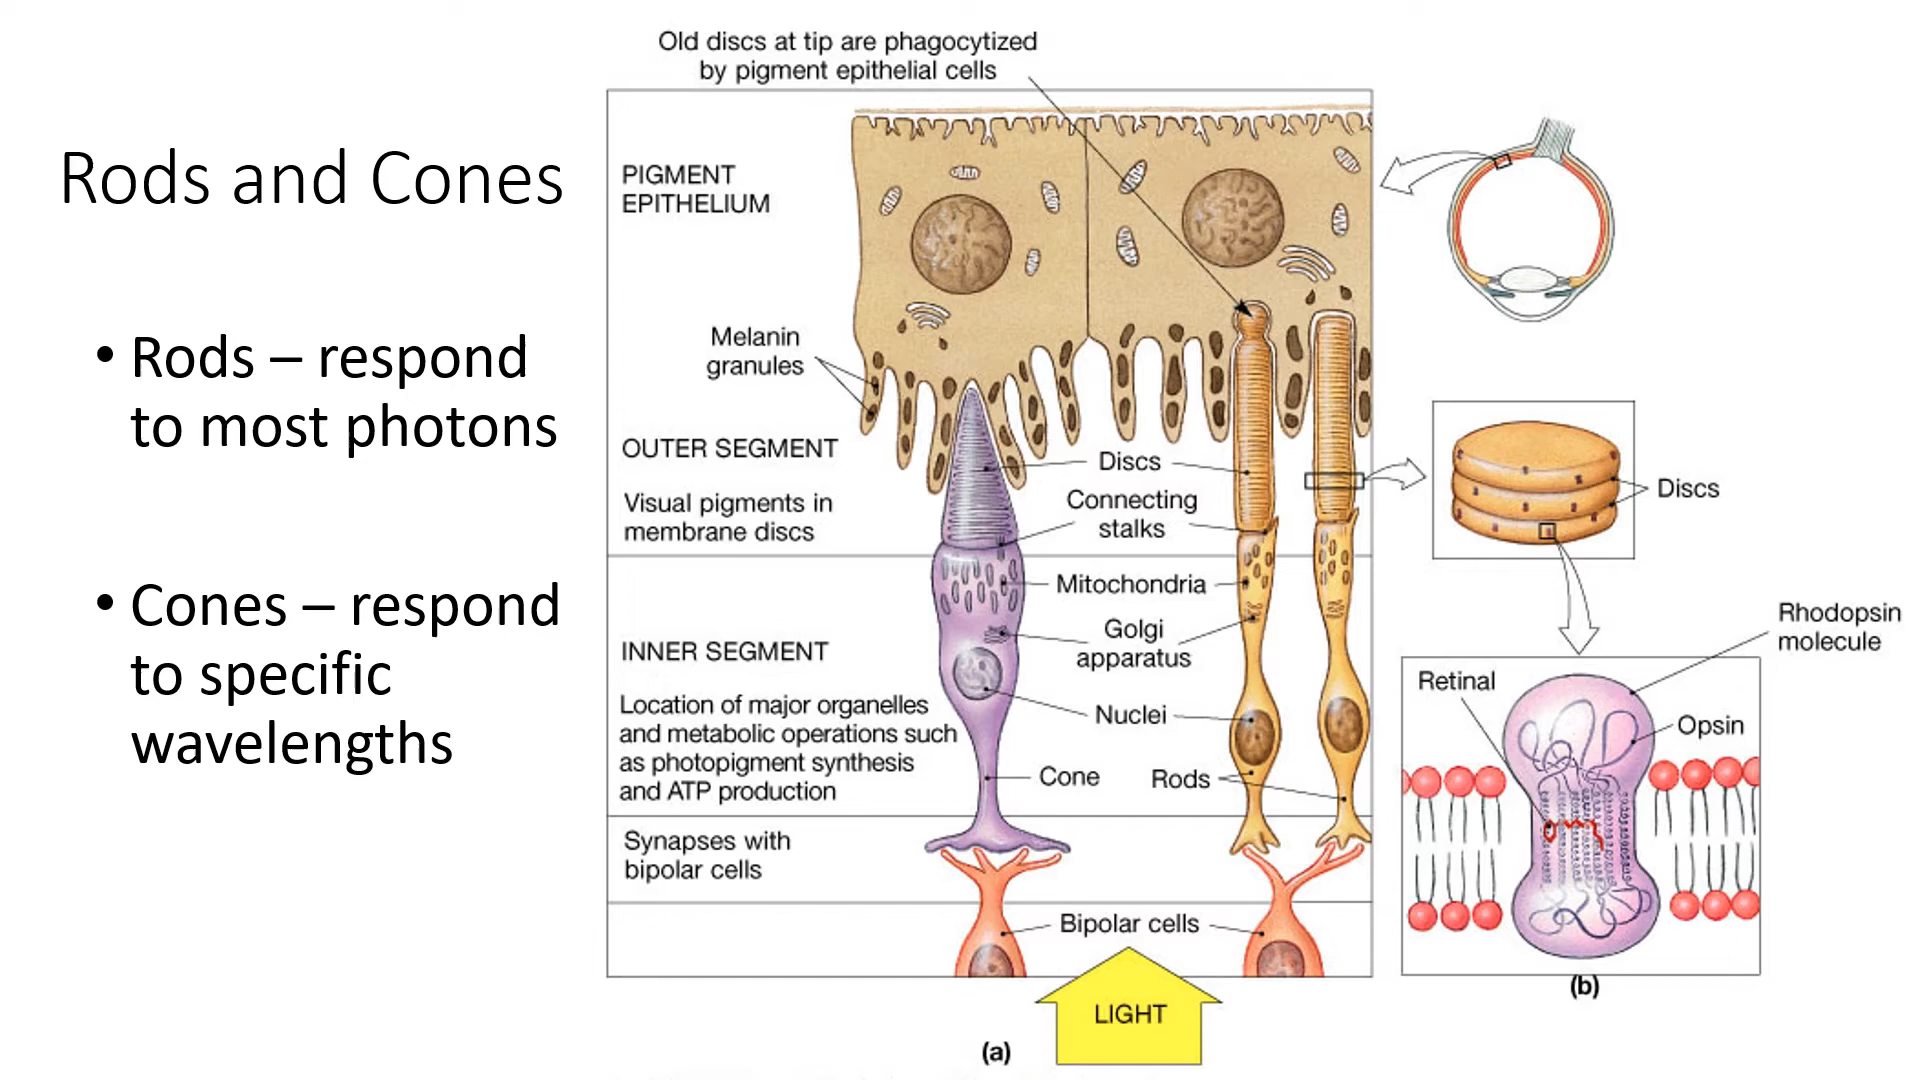 Rods and Cones
• Rods – respond
to most photons
• Cones – respond
to specific
wavelengths
Old discs at tip are phagocytized
by pigment epithelial cells
PIGMENT
EPITHELIUM
Melanin
granules
OUTER SEGMENT
Visual pigments in
membrane discs
Discs
Connecting
stalks
Mitochondria
Golgi
apparatus
INNER SEGMENT
Location of major organelles
and metabolic operations such
as photopigment synthesis
and ATP production
Nuclei
Cone
Rods
Synapses with
bipolar cells
Bipolar cells
LIGHT
(a)
Discs
Rhodopsin
molecule
Retinal
Opsin
(b)